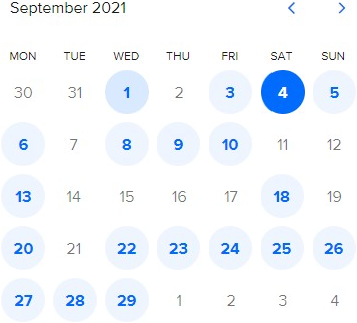 September 2021
MON TUE WED THU FRI SAT SUN
30 31 1 2 3 4 5
6 7 8 9 10 11 12
13 14 15 16 17 18 19
20 21 22 23 24 25 26
27 28 29 1 2 3 4